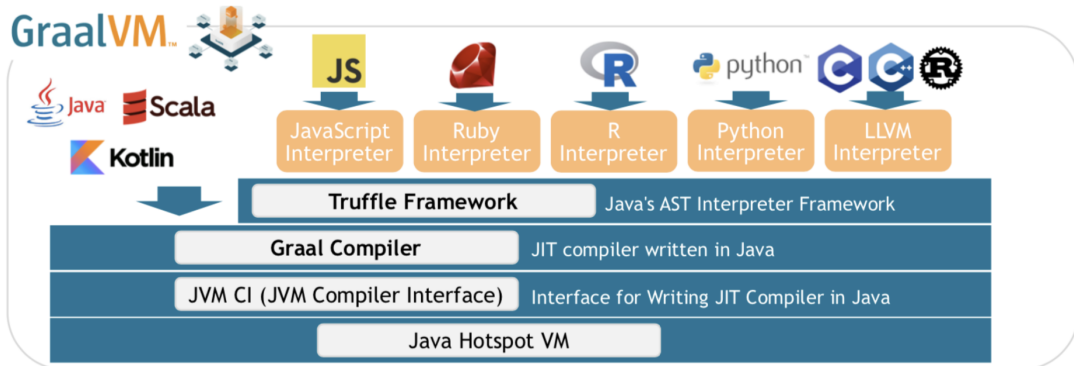 GraalVM™
JS
R
python™
C
C++
R
Java
Scala
Kotlin
JavaScript
Interpreter
Ruby
Interpreter
R
Interpreter
Python
Interpreter
LLVM
Interpreter
Truffle Framework
Java's AST Interpreter Framework
Graal Compiler
JIT compiler written in Java
JVM CI (JVM Compiler Interface)
Interface for Writing JIT Compiler in Java
Java Hotspot VM